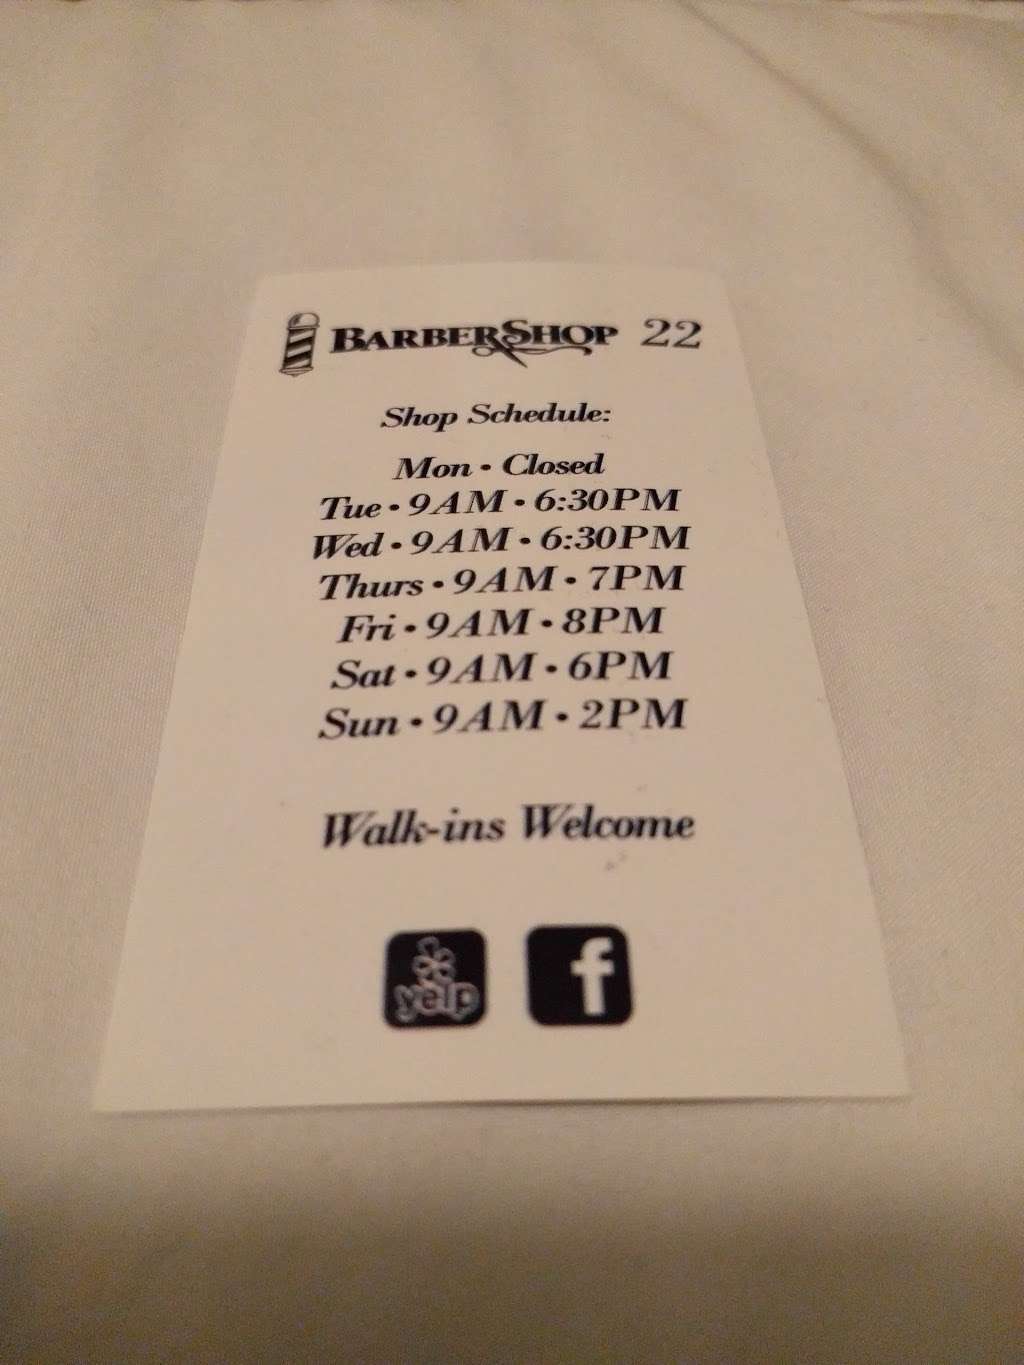 BARBERSHOP 22
Shop Schedule:
Mon • Closed
Tue • 9AM • 6:30PM
Wed • 9AM • 6:30PM
Thurs • 9AM • 7PM
Fri • 9AM • 8PM
Sat • 9AM • 6PM
Sun • 9AM • 2PM
Walk-ins Welcome
yelp f